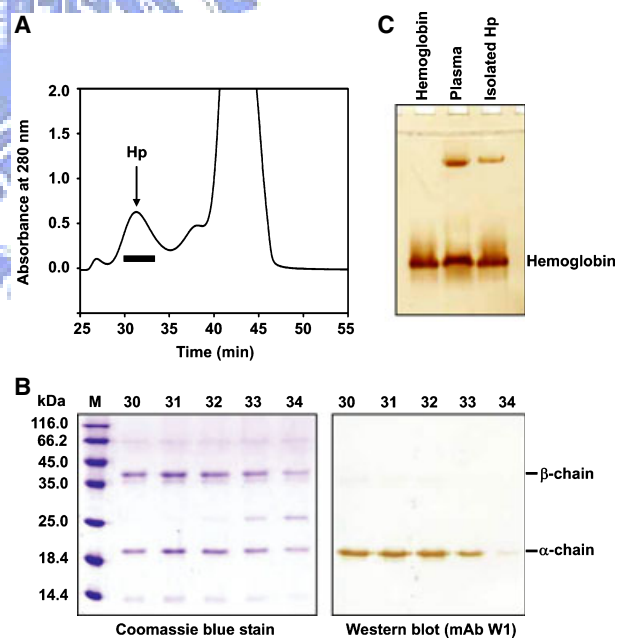 A
2.0
1.5
1.0
0.5
0.0
Absorbance at 280 nm
Hp
25 30 35 40 45 50 55
Time (min)
C
Hemoglobin
Plasma
Isolated Hp
Hemoglobin
B
kDa M 30 31 32 33 34
116.0
66.2
45.0
35.0
25.0
18.4
14.4
Coomassie blue stain
30 31 32 33 34
β-chain
α-chain
Western blot (mAb W1)